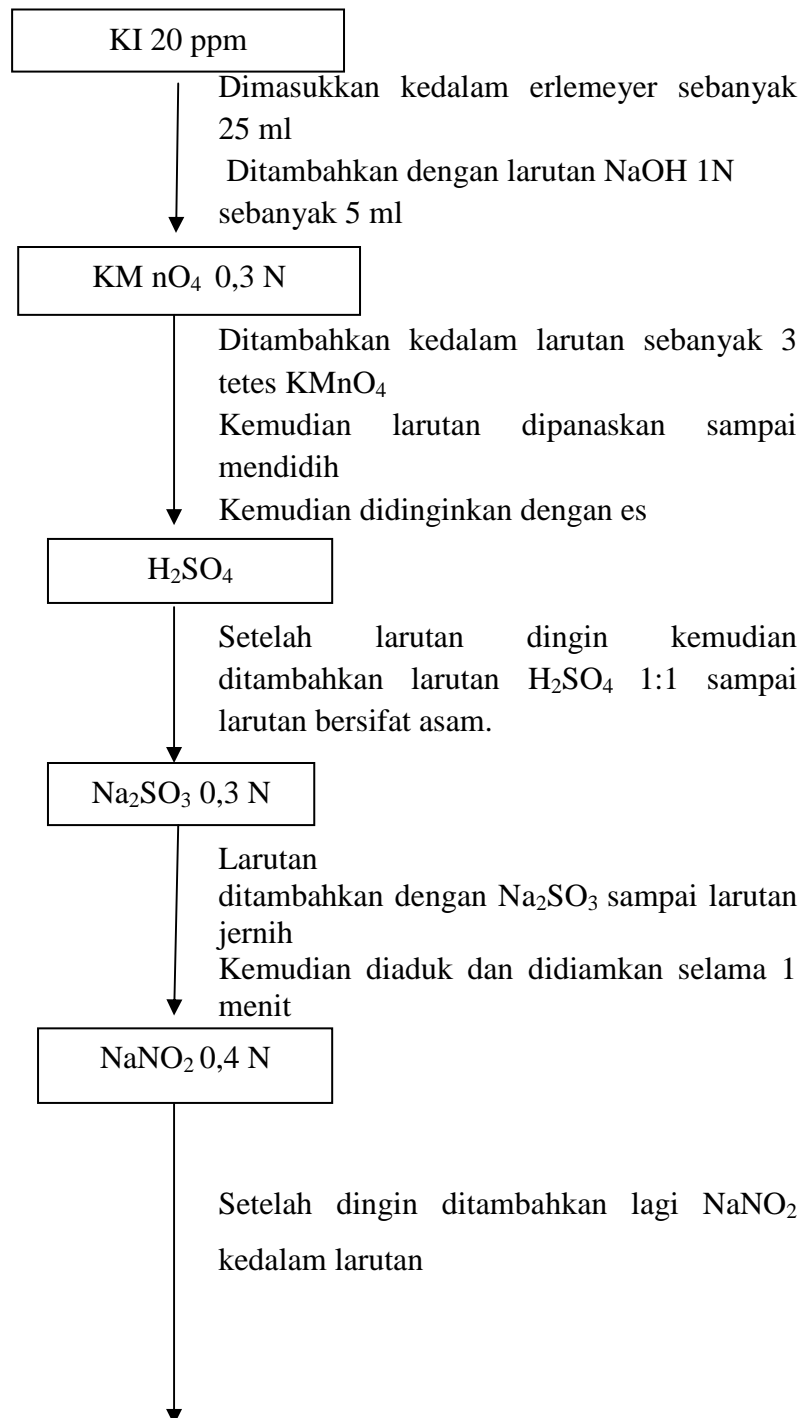 KI 20 ppm
Dimasukkan kedalam erlemeyer sebanyak
25 ml
Ditambahkan dengan larutan NaOH 1N
sebanyak 5 ml
KM nO₄ 0,3 N
Ditambahkan kedalam larutan sebanyak 3
tetes KMnO₄
Kemudian larutan dipanaskan sampai
mendidih
Kemudian didinginkan dengan es
H₂SO₄
Setelah larutan dingin kemudian
ditambahkan larutan H₂SO₄ 1:1 sampai
larutan bersifat asam.
Na₂SO₃ 0,3 N
Larutan
ditambahkan dengan Na₂SO₃ sampai larutan
jernih
Kemudian diaduk dan didiamkan selama 1
menit
NaNO₂ 0,4 N
Setelah dingin ditambahkan lagi NaNO₂
kedalam larutan